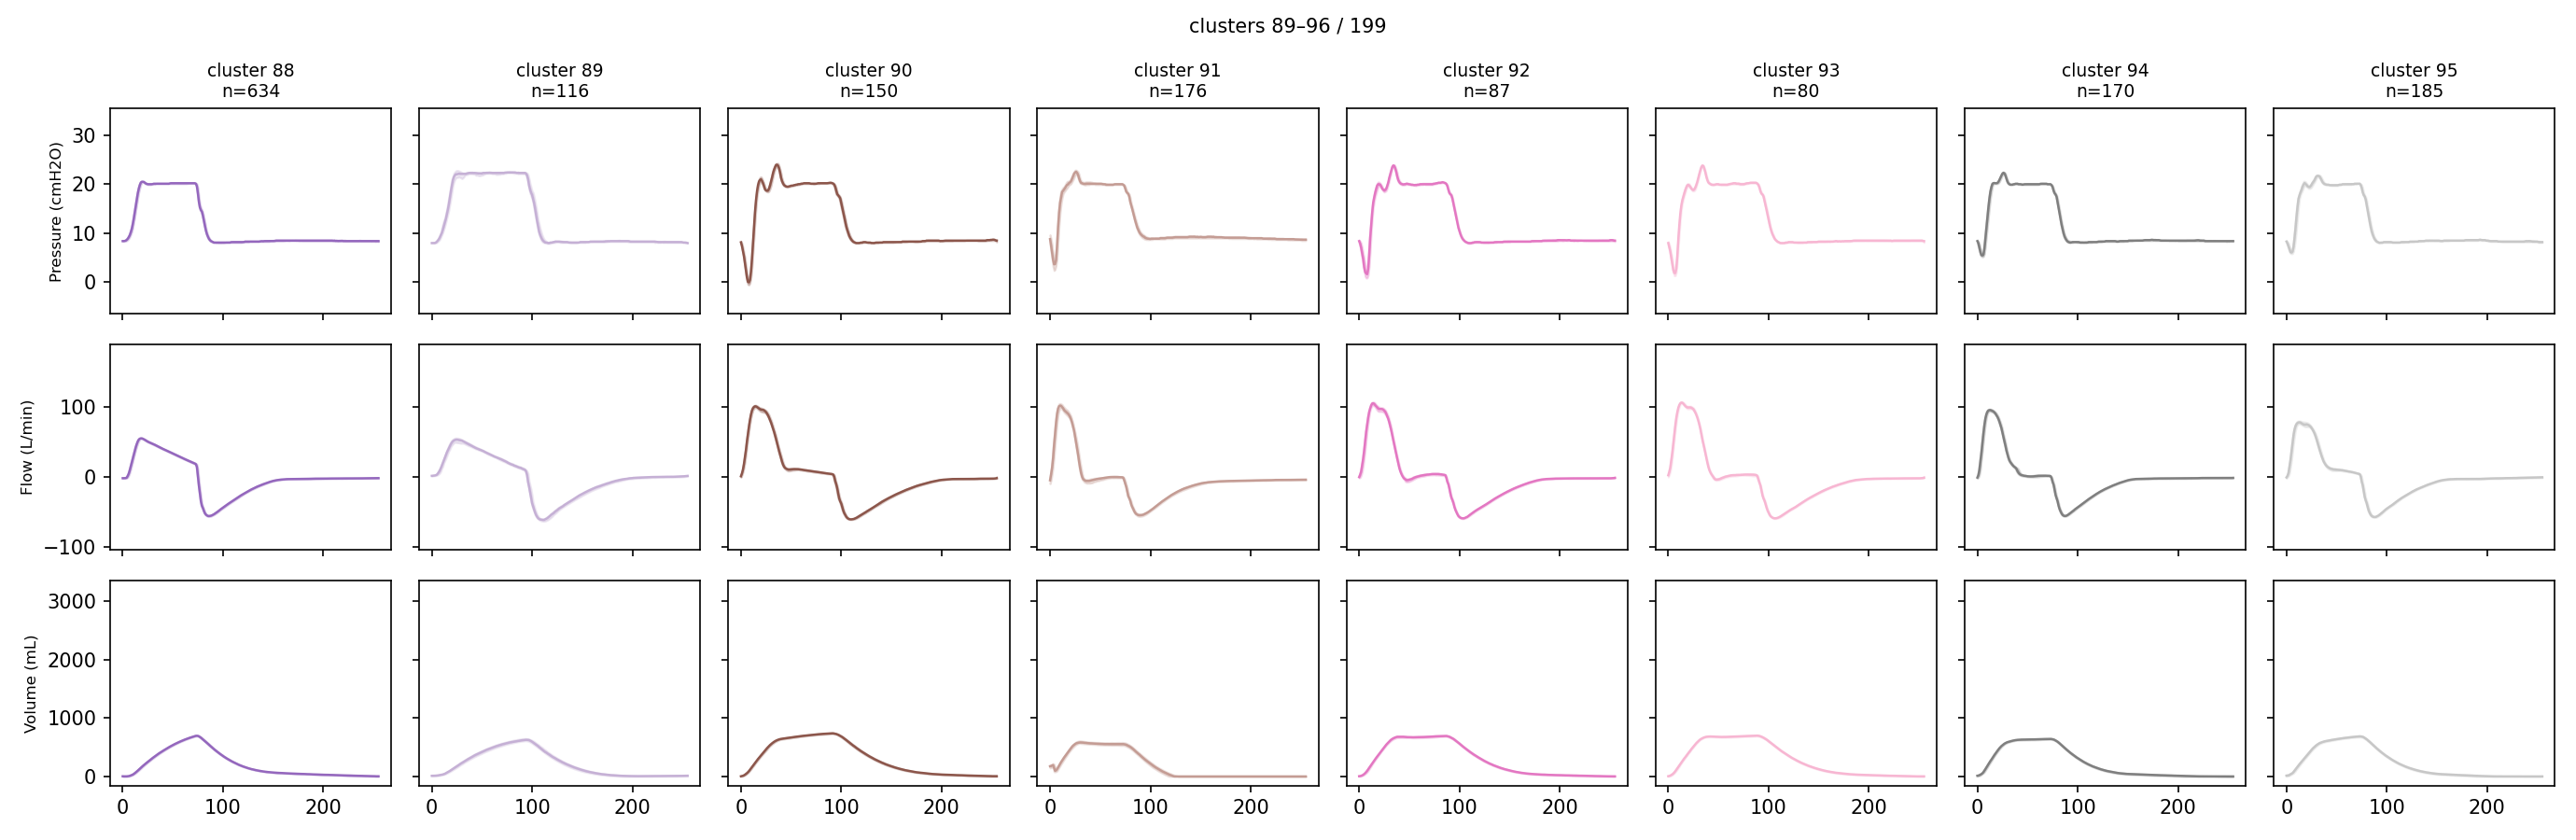 clusters 89–96 / 199
cluster 88
n=634
cluster 89
n=116
cluster 90
n=150
cluster 91
n=176
cluster 92
n=87
cluster 93
n=80
cluster 94
n=170
cluster 95
n=185
Pressure (cmH2O)
30
20
10
0
Flow (L/min)
100
0
−100
Volume (mL)
3000
2000
1000
0
0 100 200
0 100 200
0 100 200
0 100 200
0 100 200
0 100 200
0 100 200
0 100 200